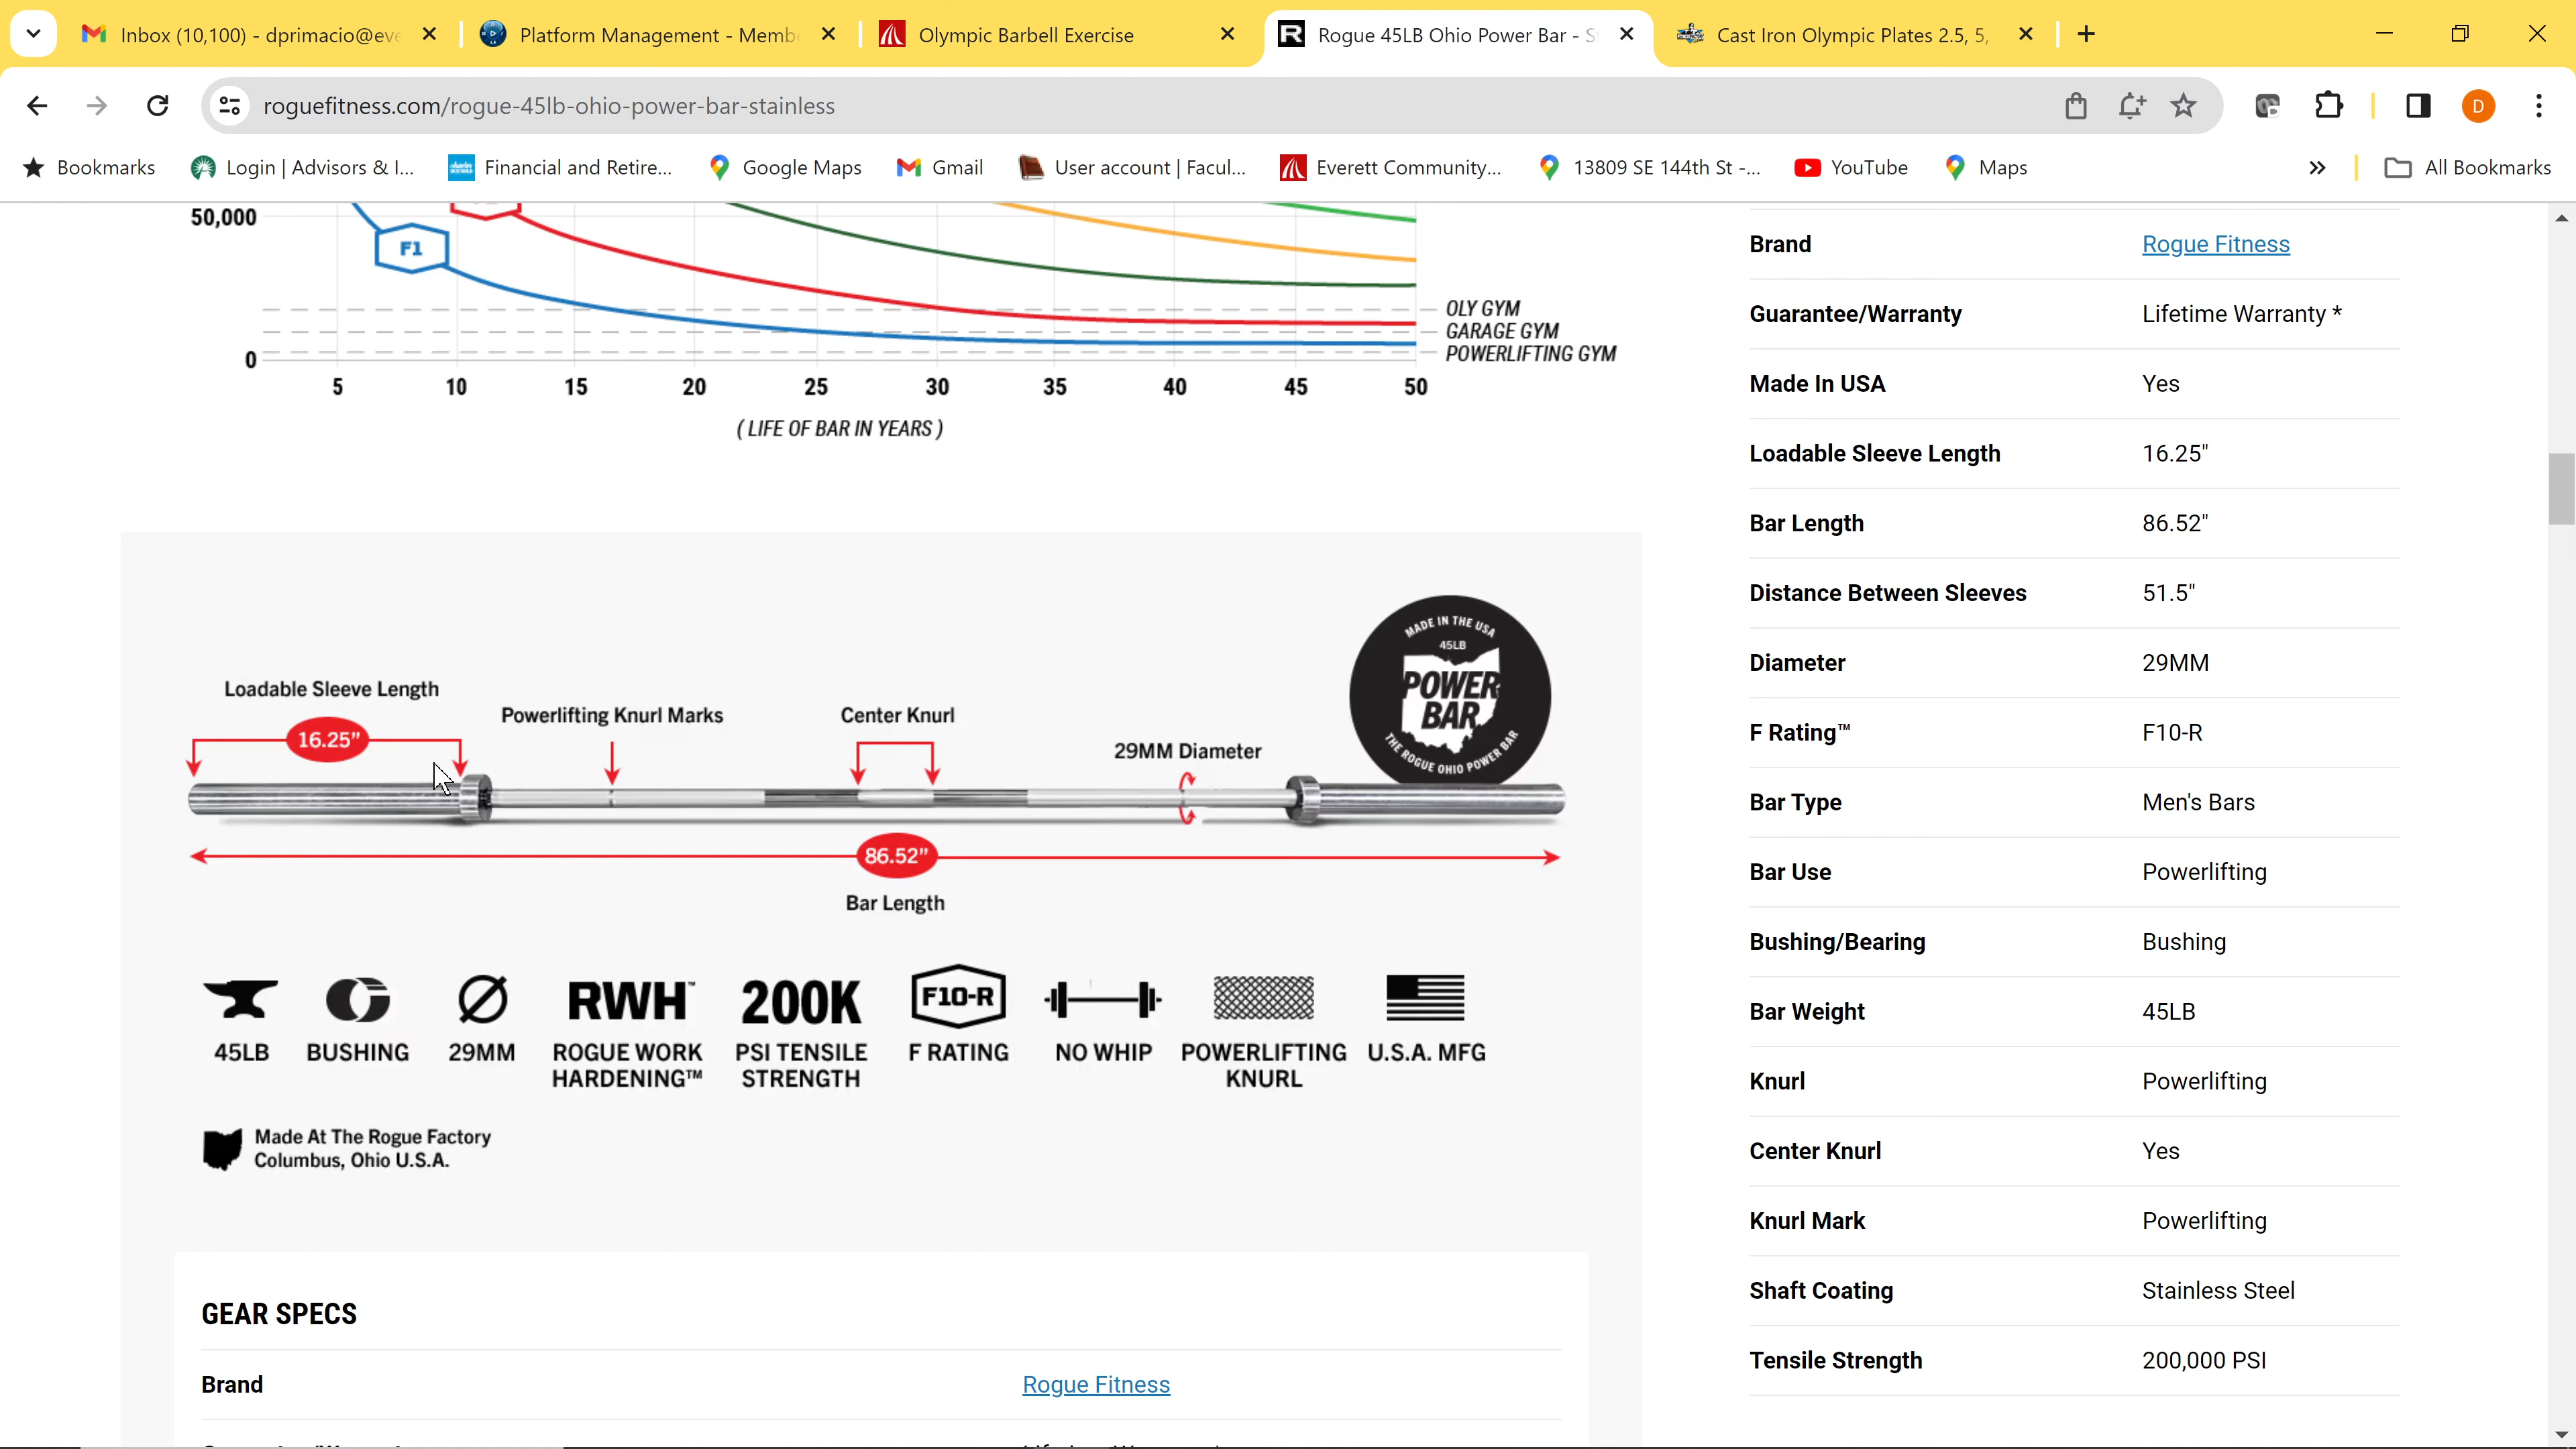 Inbox (10,100) - dprimacio@eve
Platform Management - Memb
Olympic Barbell Exercise
Rogue 45LB Ohio Power Bar - S
Cast Iron Olympic Plates 2.5, 5,
roguefitness.com/rogue-45lb-ohio-power-bar-stainless
D
Bookmarks
Login | Advisors & I...
Financial and Retire...
Google Maps
Gmail
User account | Facul...
Everett Community...
13809 SE 144th St -...
YouTube
Maps
All Bookmarks
50,000
F1
OLY GYM
GARAGE GYM
POWERLIFTING GYM
0
5 10 15 20 25 30 35 40 45 50
( LIFE OF BAR IN YEARS )
Loadable Sleeve Length
16.25"
Powerlifting Knurl Marks
Center Knurl
29MM Diameter
MADE IN THE USA
45LB
POWER
BAR
THE ROGUE OHIO POWER BAR
86.52"
Bar Length
45LB
BUSHING
29MM
RWH™
ROGUE WORK
HARDENING™
200K
PSI TENSILE
STRENGTH
F10-R
F RATING
NO WHIP
POWERLIFTING
KNURL
U.S.A. MFG
Made At The Rogue Factory
Columbus, Ohio U.S.A.
GEAR SPECS
Brand Rogue Fitness
Brand Rogue Fitness
Guarantee/Warranty Lifetime Warranty *
Made In USA Yes
Loadable Sleeve Length 16.25"
Bar Length 86.52"
Distance Between Sleeves 51.5"
Diameter 29MM
F Rating™ F10-R
Bar Type Men's Bars
Bar Use Powerlifting
Bushing/Bearing Bushing
Bar Weight 45LB
Knurl Powerlifting
Center Knurl Yes
Knurl Mark Powerlifting
Shaft Coating Stainless Steel
Tensile Strength 200,000 PSI